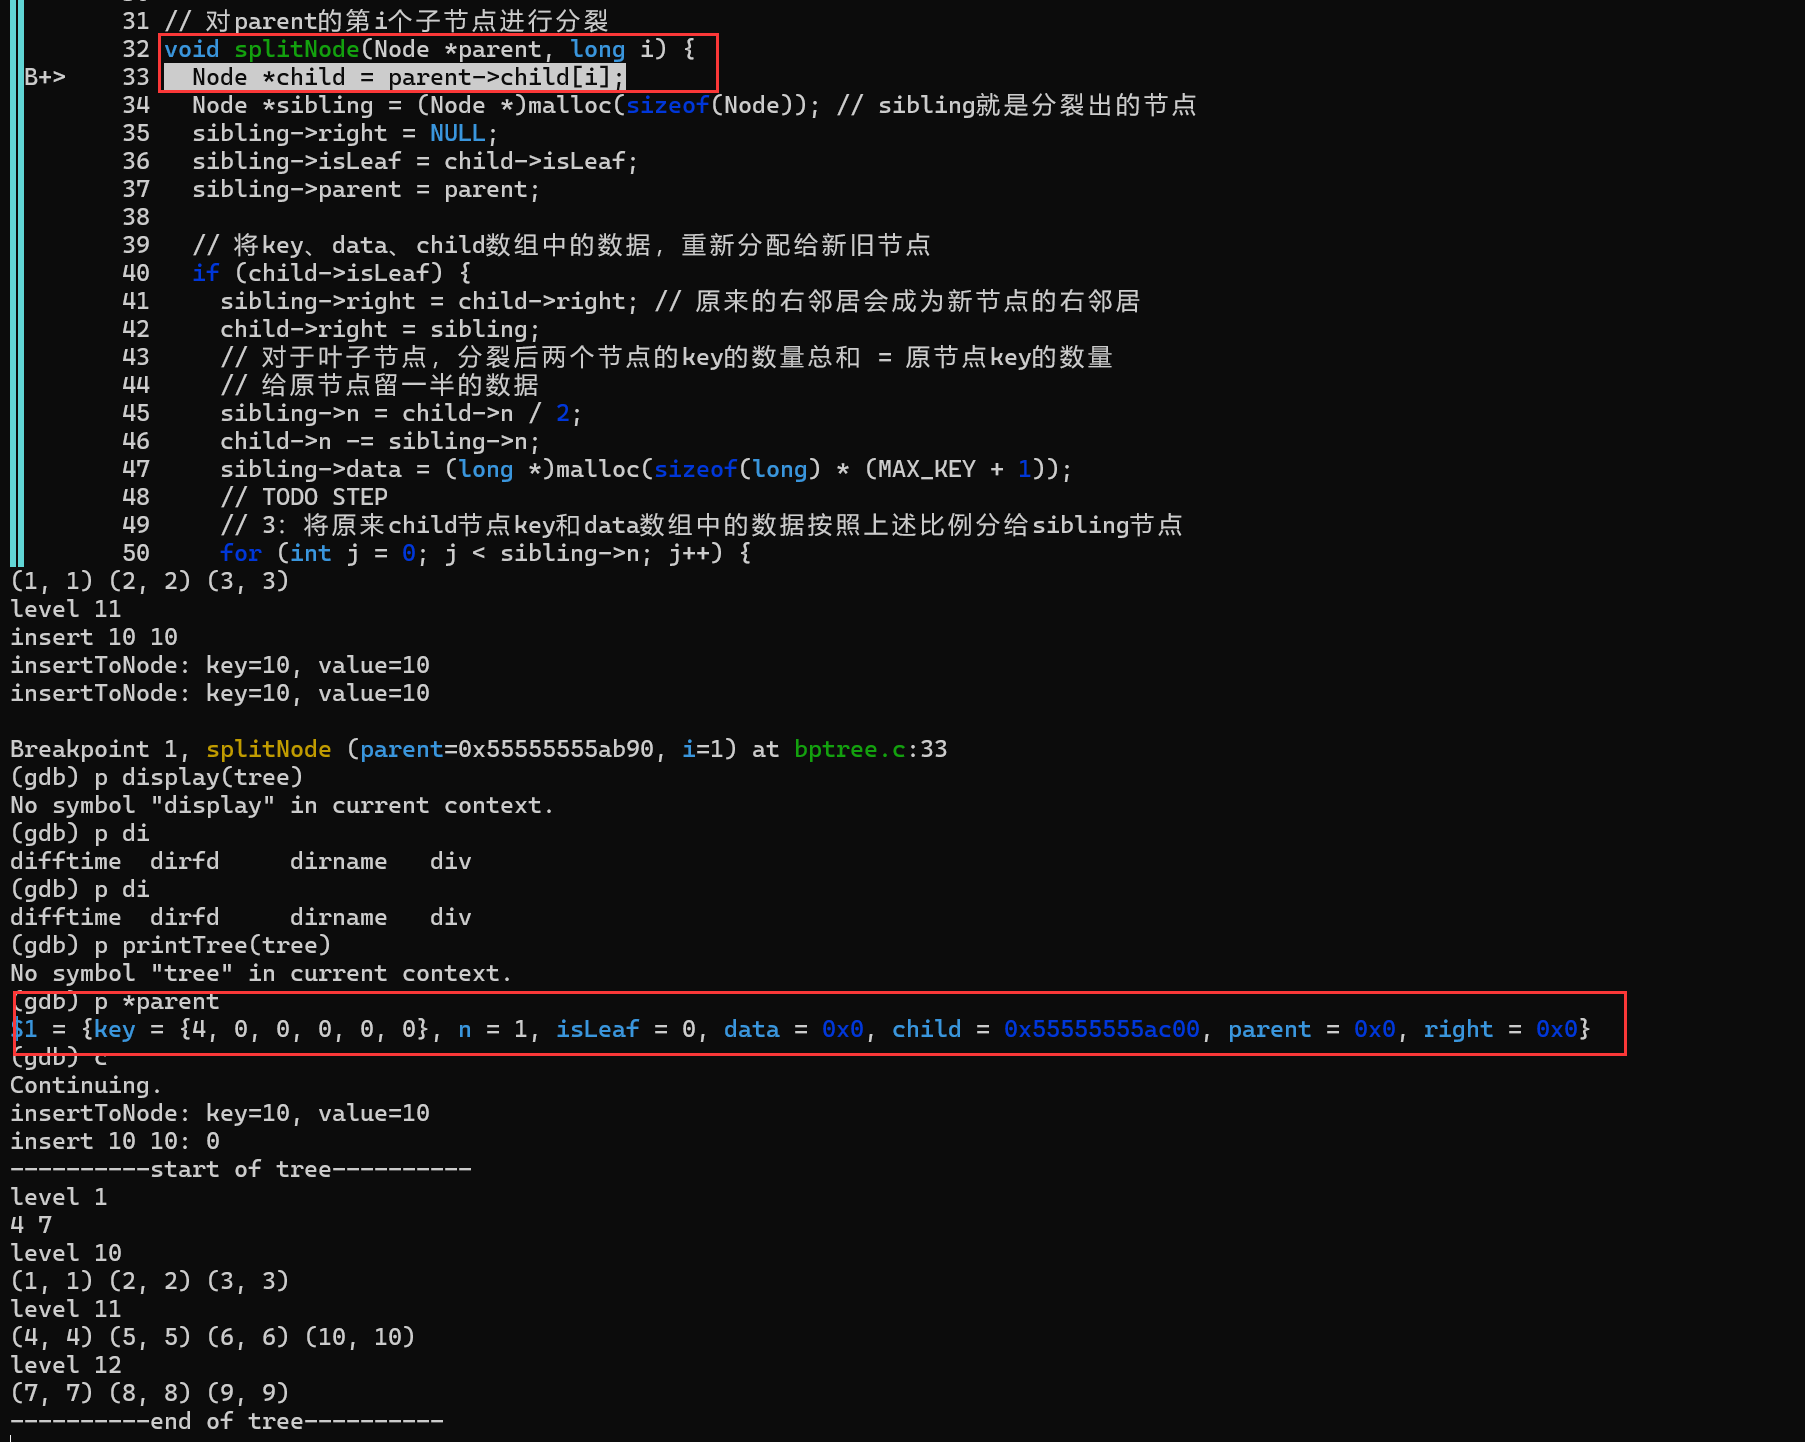 31 // 对parent的第i个子节点进行分裂
32 void splitNode(Node *parent, long i) {
B+> 33   Node *child = parent->child[i];
34   Node *sibling = (Node *)malloc(sizeof(Node)); // sibling就是分裂出的节点
35   sibling->right = NULL;
36   sibling->isLeaf = child->isLeaf;
37   sibling->parent = parent;
38
39   // 将key、data、child数组中的数据，重新分配给新旧节点
40   if (child->isLeaf) {
41     sibling->right = child->right; // 原来的右邻居会成为新节点的右邻居
42     child->right = sibling;
43     // 对于叶子节点，分裂后两个节点的key的数量总和 = 原节点key的数量
44     // 给原节点留一半的数据
45     sibling->n = child->n / 2;
46     child->n -= sibling->n;
47     sibling->data = (long *)malloc(sizeof(long) * (MAX_KEY + 1));
48     // TODO STEP
49     // 3: 将原来child节点key和data数组中的数据按照上述比例分给sibling节点
50     for (int j = 0; j < sibling->n; j++) {
(1, 1) (2, 2) (3, 3)
level 11
insert 10 10
insertToNode: key=10, value=10
insertToNode: key=10, value=10
Breakpoint 1, splitNode (parent=0x55555555ab90, i=1) at bptree.c:33
(gdb) p display(tree)
No symbol "display" in current context.
(gdb) p di
difftime  dirfd     dirname   div
(gdb) p di
difftime  dirfd     dirname   div
(gdb) p printTree(tree)
No symbol "tree" in current context.
(gdb) p *parent
$1 = {key = {4, 0, 0, 0, 0, 0}, n = 1, isLeaf = 0, data = 0x0, child = 0x55555555ac00, parent = 0x0, right = 0x0}
(gdb) c
Continuing.
insertToNode: key=10, value=10
insert 10 10: 0
----------start of tree----------
level 1
4 7
level 10
(1, 1) (2, 2) (3, 3)
level 11
(4, 4) (5, 5) (6, 6) (10, 10)
level 12
(7, 7) (8, 8) (9, 9)
----------end of tree----------